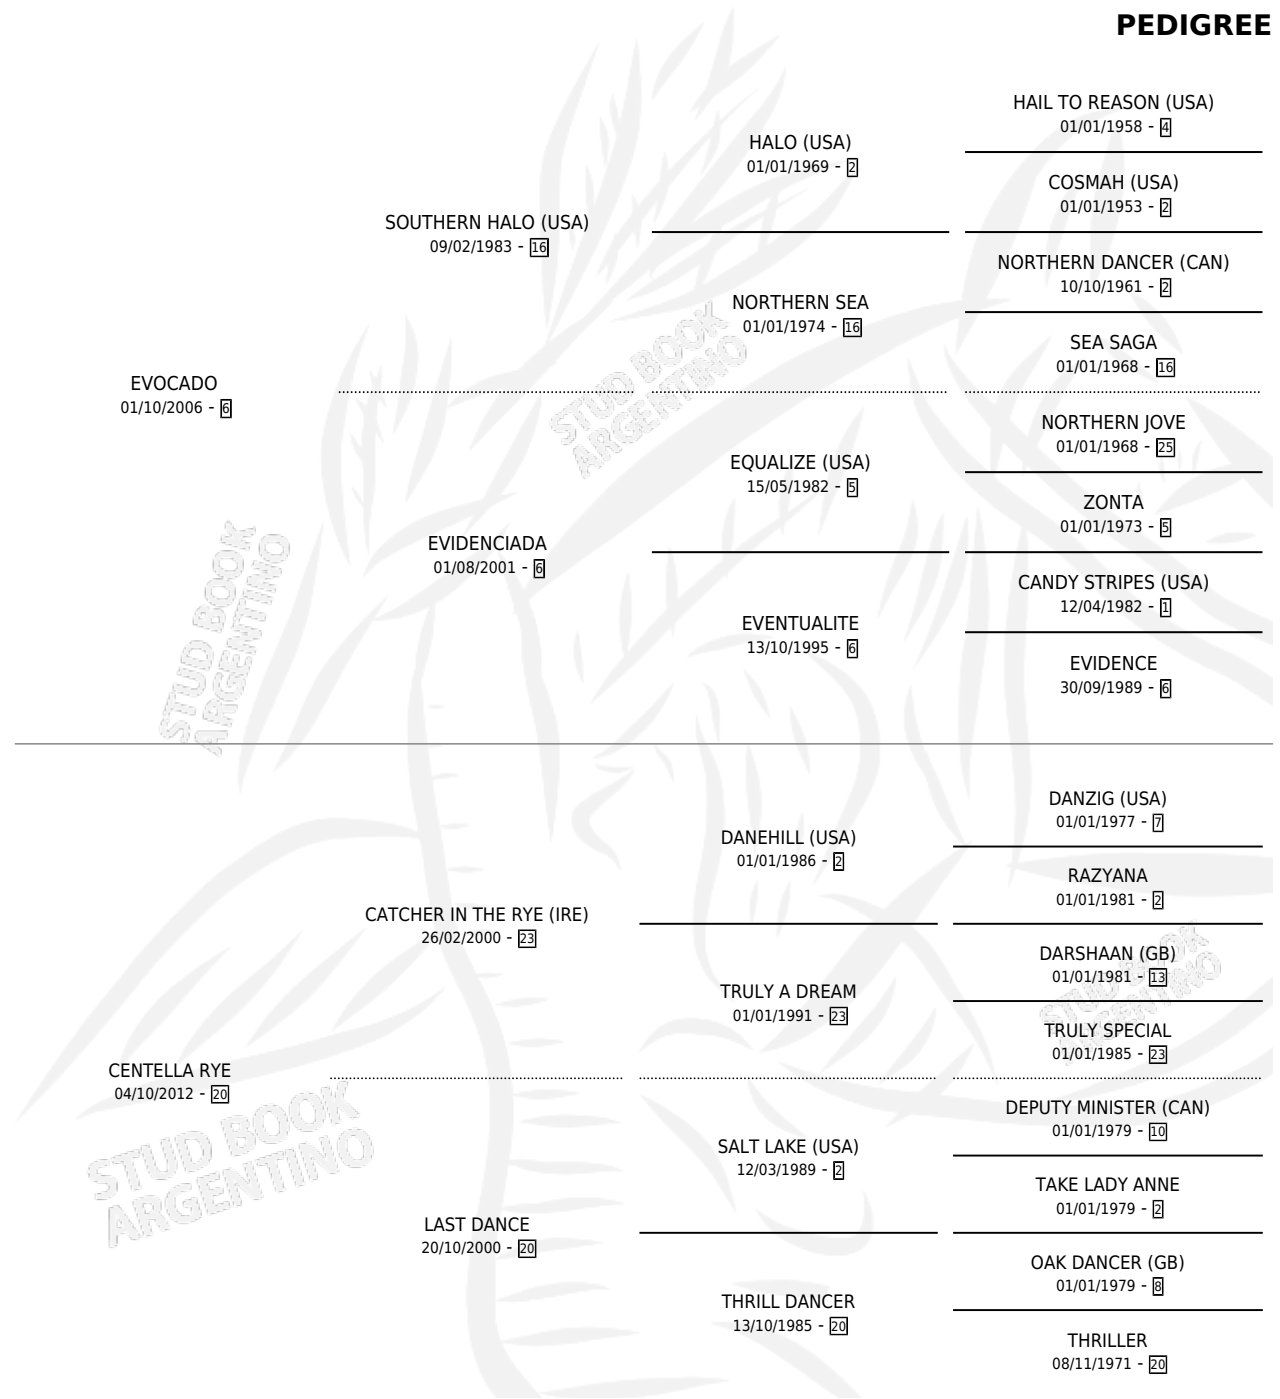 PEDIGREE
HAIL TO REASON (USA)
01/01/1958 - 4
HALO (USA)
01/01/1969 - 2
COSMAH (USA)
01/01/1953 - 2
SOUTHERN HALO (USA)
09/02/1983 - 16
NORTHERN DANCER (CAN)
10/10/1961 - 2
NORTHERN SEA
01/01/1974 - 16
SEA SAGA
01/01/1968 - 16
EVOCADO
01/10/2006 - 6
NORTHERN JOVE
01/01/1968 - 25
EQUALIZE (USA)
15/05/1982 - 5
ZONTA
01/01/1973 - 5
EVIDENCIADA
01/08/2001 - 6
CANDY STRIPES (USA)
12/04/1982 - 1
EVENTUALITE
13/10/1995 - 6
EVIDENCE
30/09/1989 - 6
DANZIG (USA)
01/01/1977 - 7
DANEHILL (USA)
01/01/1986 - 2
RAZYANA
01/01/1981 - 2
CATCHER IN THE RYE (IRE)
26/02/2000 - 23
DARSHAAN (GB)
01/01/1981 - 13
TRULY A DREAM
01/01/1991 - 23
TRULY SPECIAL
01/01/1985 - 23
CENTELLA RYE
04/10/2012 - 20
DEPUTY MINISTER (CAN)
01/01/1979 - 10
SALT LAKE (USA)
12/03/1989 - 2
TAKE LADY ANNE
01/01/1979 - 2
LAST DANCE
20/10/2000 - 20
OAK DANCER (GB)
01/01/1979 - 8
THRILL DANCER
13/10/1985 - 20
THRILLER
08/11/1971 - 20
STUD BOOK
ARGENTINO
STUD BOOK
ARGENTINO
STUD BOOK
ARGENTINO
STUD BOOK
ARGENTINO